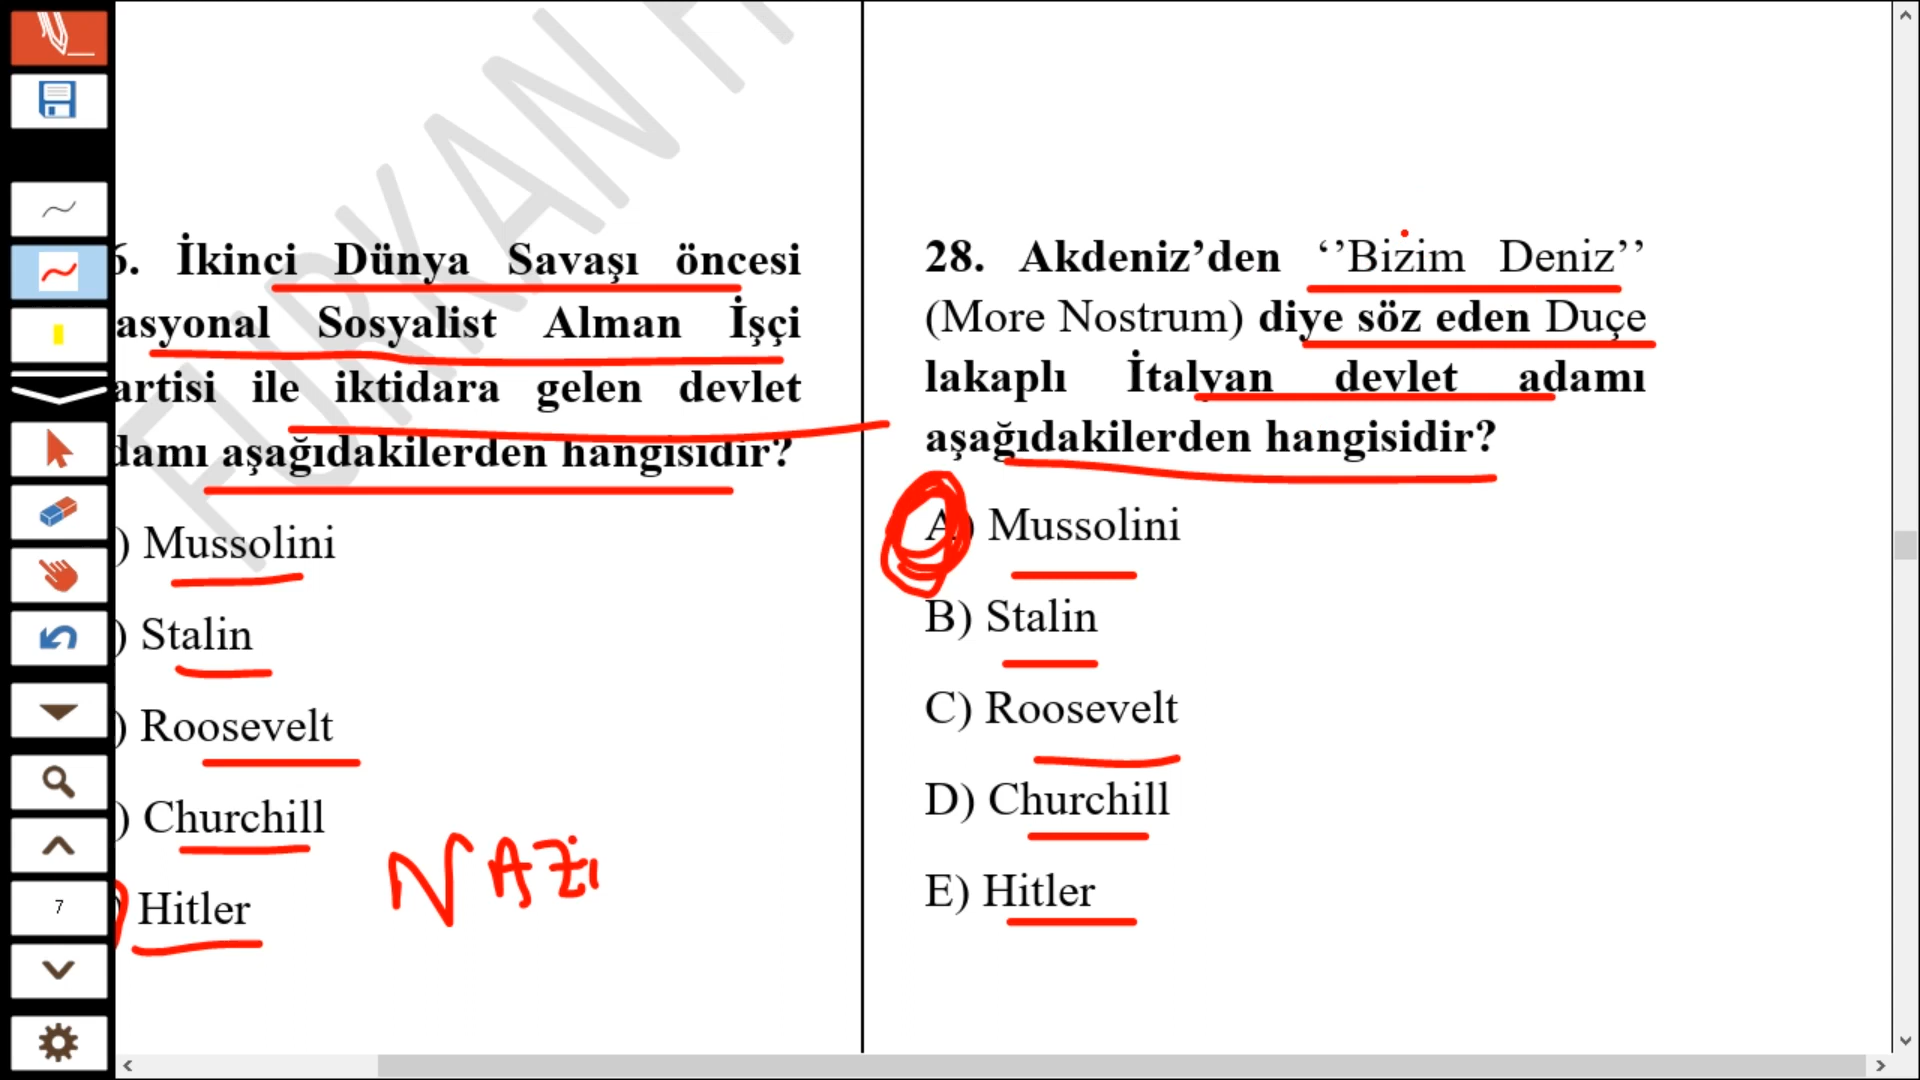 FURKAN H
6. İkinci Dünya Savaşı öncesi
asyonal Sosyalist Alman İşçi
artisi ile iktidara gelen devlet
damı aşağıdakilerden hangisidir?
) Mussolini
) Stalin
) Roosevelt
) Churchill
) Hitler
NAZi
28. Akdeniz’den ‘’Bizim Deniz’’
(More Nostrum) diye söz eden Duçe
lakaplı İtalyan devlet adamı
aşağıdakilerden hangisidir?
A) Mussolini
B) Stalin
C) Roosevelt
D) Churchill
E) Hitler
7